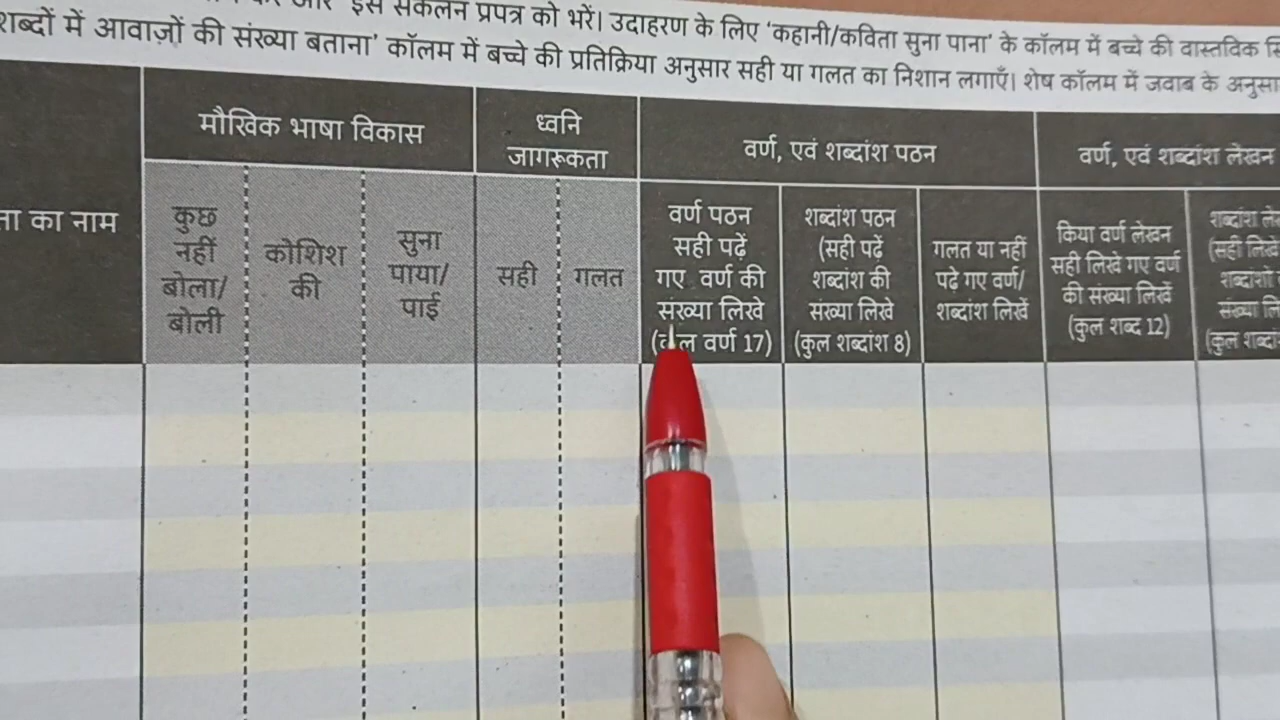 और इस संकलन प्रपत्र को भरें। उदाहरण के लिए ‘कहानी/कविता सुना पाना’ के कॉलम में बच्चे की वास्तविक
शब्दों में आवाज़ों की संख्या बताना’ कॉलम में बच्चे की प्रतिक्रिया अनुसार सही या गलत का निशान लगाएँ। शेष कॉलम में जवाब के
मौखिक भाषा विकास
ध्वनि
जागरूकता
वर्ण, एवं शब्दांश पठन
वर्ण, एवं शब्दांश लेखन
का नाम
कुछ
नहीं
बोला/
बोली
कोशिश
की
सुना
पाया/
पाई
सही
गलत
वर्ण पठन
सही पढ़ें
गए वर्ण की
संख्या लिखे
(कुल वर्ण 17)
शब्दांश पठन
(सही पढ़ें
शब्दांश की
संख्या लिखे
(कुल शब्दांश 8)
गलत या नहीं
पढ़े गए वर्ण/
शब्दांश लिखें
किया वर्ण लेखन
सही लिखे गए वर्ण
की संख्या लिखें
(कुल शब्द 12)
शब्दांश
(सही लिखे
संख्या
(कुल